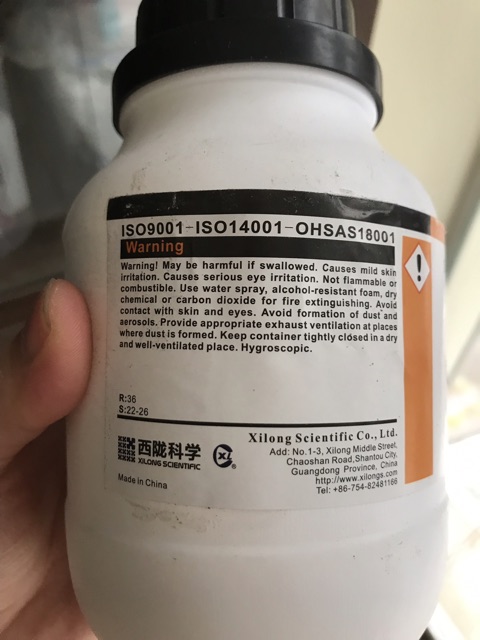 ISO9001-ISO14001-OHSAS18001
Warning
Warning! May be harmful if swallowed. Causes mild skin
irritation. Causes serious eye irritation. Not flammable or
combustible. Use water spray, alcohol-resistant foam, dry
chemical or carbon dioxide for fire extinguishing. Avoid
contact with skin and eyes. Avoid formation of dust and
aerosols. Provide appropriate exhaust ventilation at places
where dust is formed. Keep container tightly closed in a dry
and well-ventilated place. Hygroscopic.
R:36
S:22-26
西陇科学
XILONG SCIENTIFIC
XL
®
Made in China
Xilong Scientific Co., Ltd.
Add: No.1-3, Xilong Middle Street,
Chaoshan Road,Shantou City,
Guangdong Province, China
http://www.xilongs.com
Tel: +86-754-82481166